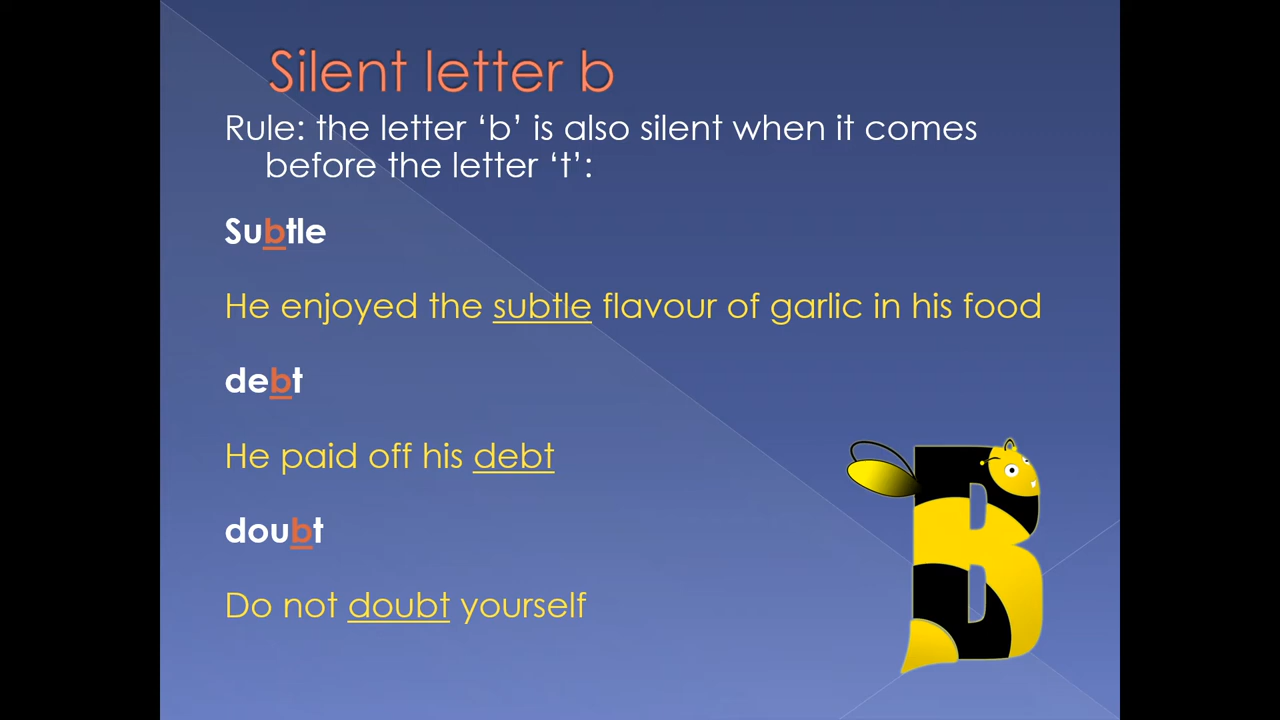 Silent letter b
Rule: the letter ‘b’ is also silent when it comes
before the letter ‘t’:
Subtle
He enjoyed the subtle flavour of garlic in his food
debt
He paid off his debt
doubt
Do not doubt yourself